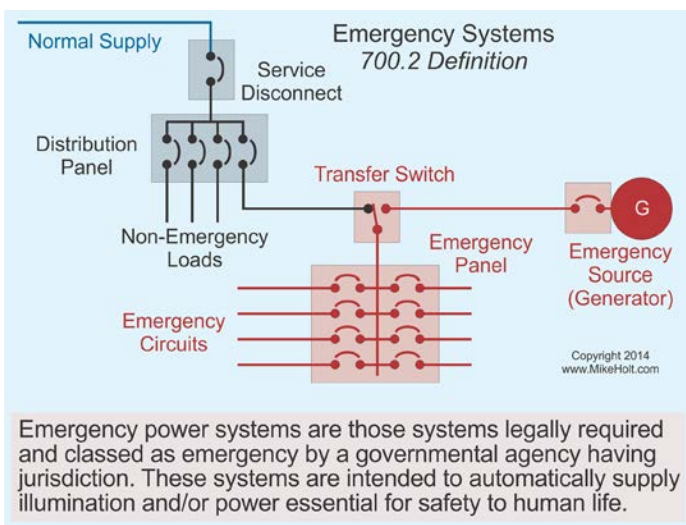 Normal Supply
Emergency Systems
700.2 Definition
Service
Disconnect
Distribution
Panel
Transfer Switch
G
Non-Emergency
Loads
Emergency
Panel
Emergency
Source
(Generator)
Emergency
Circuits
Copyright 2014
www.MikeHolt.com
Emergency power systems are those systems legally required
and classed as emergency by a governmental agency having
jurisdiction. These systems are intended to automatically supply
illumination and/or power essential for safety to human life.